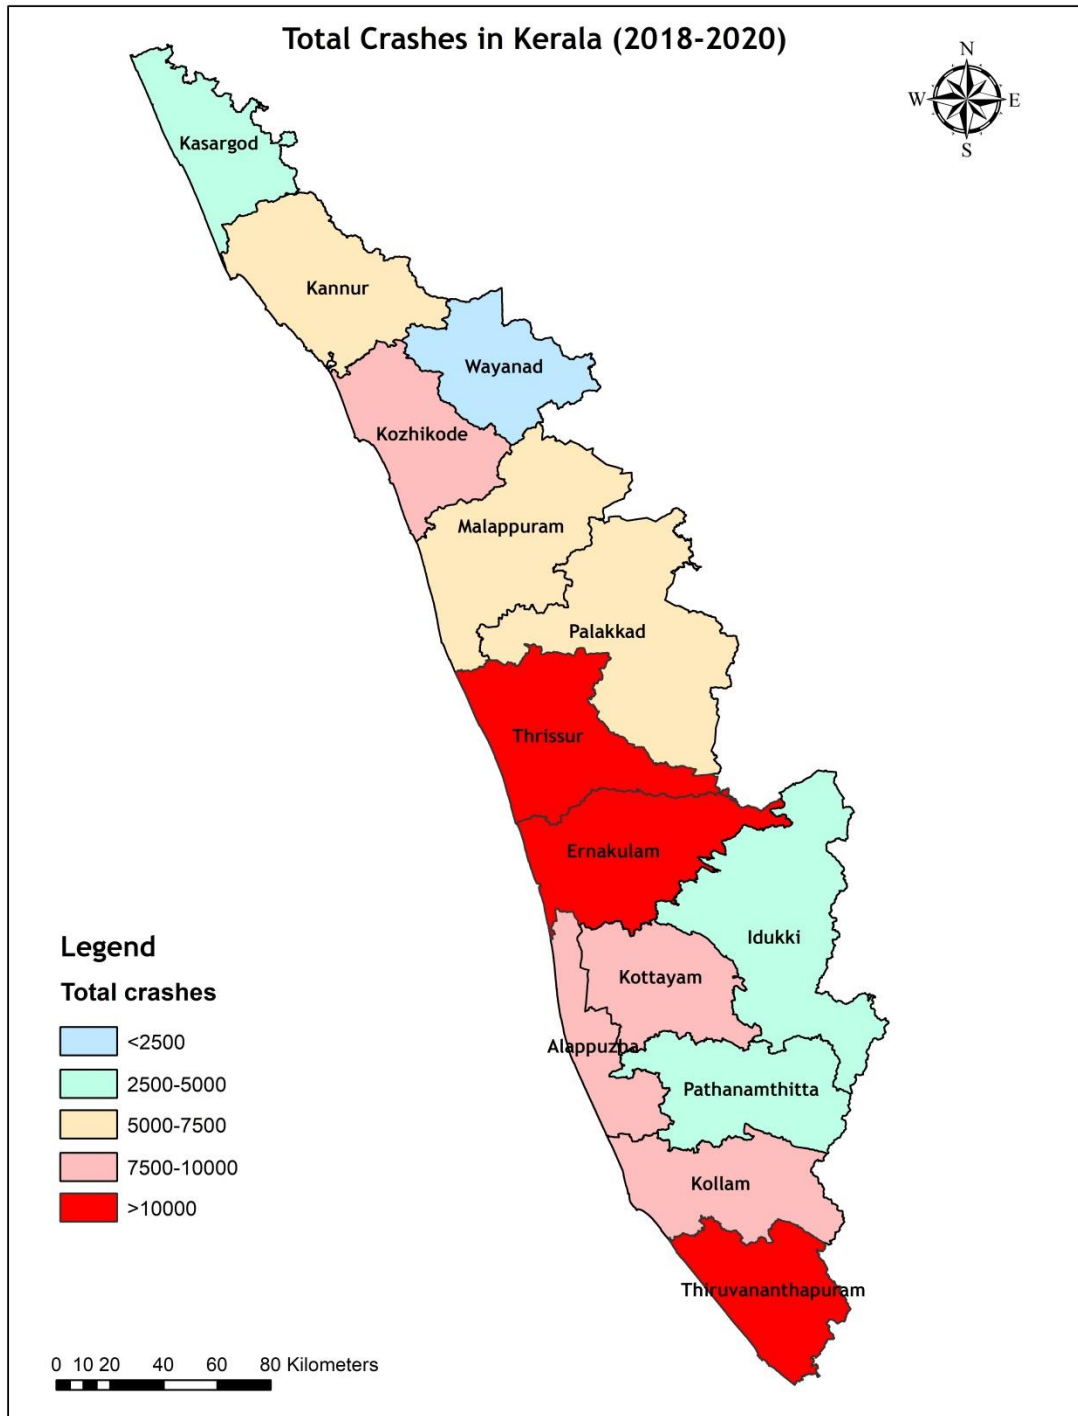 Total Crashes in Kerala (2018-2020)
N
W E
S
Kasargod
Kannur
Wayanad
Kozhikode
Malappuram
Palakkad
Thrissur
Ernakulam
Idukki
Kottayam
Alappuzha
Pathanamthitta
Kollam
Thiruvananthapuram
Legend
Total crashes
<2500
2500-5000
5000-7500
7500-10000
>10000
0 10 20 40 60 80 Kilometers